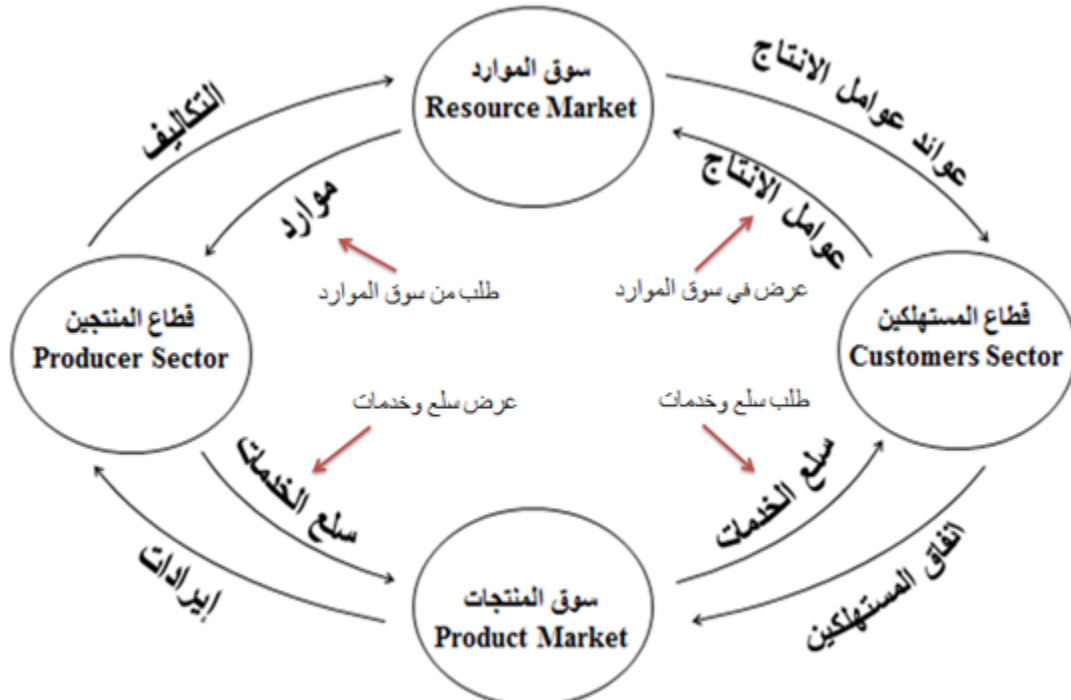 سوق الموارد
Resource Market
التكاليف
عوائد عوامل الانتاج
موارد
عوامل الانتاج
طلب من سوق الموارد
عرض في سوق الموارد
قطاع المنتجين
Producer Sector
قطاع المستهلكين
Customers Sector
عرض سلع وخدمات
طلب سلع وخدمات
سلع الخدمات
سلع الخدمات
إيرادات
انفاق المستهلكين
سوق المنتجات
Product Market